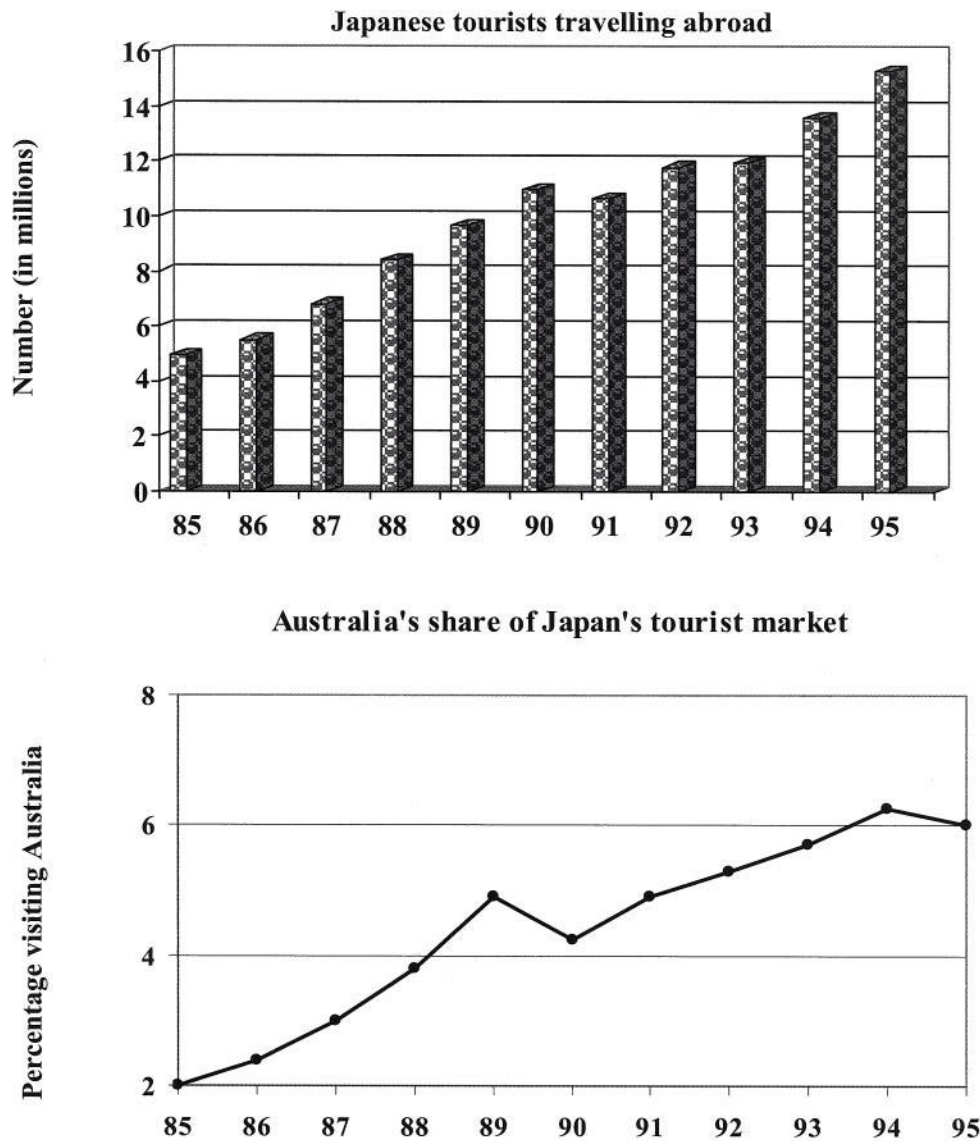 Japanese tourists travelling abroad
Number (in millions)
16
14
12
10
8
6
4
2
0
85 86 87 88 89 90 91 92 93 94 95
Australia's share of Japan's tourist market
Percentage visiting Australia
8
6
4
2
85 86 87 88 89 90 91 92 93 94 95